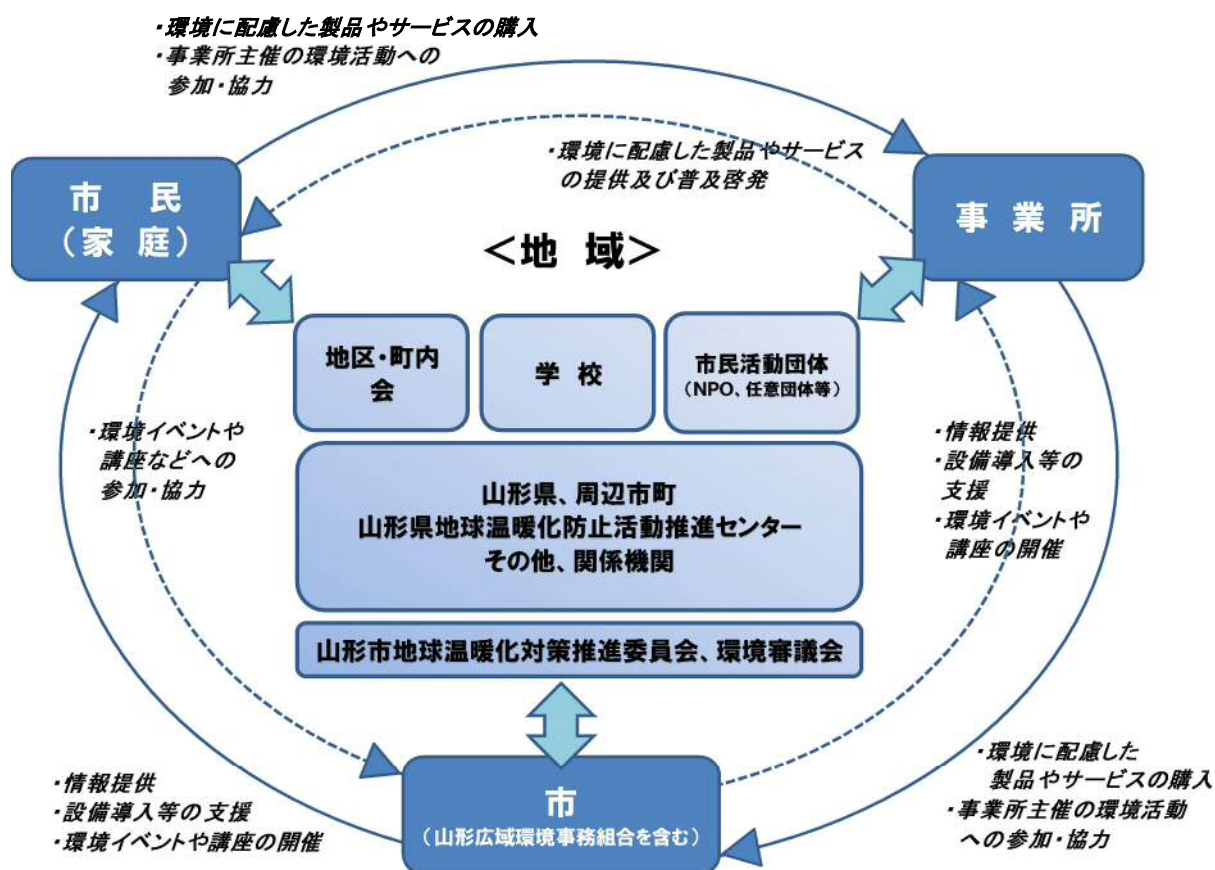 ・環境に配慮した製品やサービスの購入
・事業所主催の環境活動への
参加・協力
・環境に配慮した製品やサービス
の提供及び普及啓発
市 民
（家 庭）
事 業 所
＜地 域＞
地区・町内
会
学 校
市民活動団体
（NPO、任意団体等）
・環境イベントや
講座などへの
参加・協力
・情報提供
・設備導入等の
支援
・環境イベントや
講座の開催
山形県、周辺市町
山形県地球温暖化防止活動推進センター
その他、関係機関
山形市地球温暖化対策推進委員会、環境審議会
・情報提供
・設備導入等の支援
・環境イベントや講座の開催
市
（山形広域環境事務組合を含む）
・環境に配慮した
製品やサービスの購入
・事業所主催の環境活動
への参加・協力